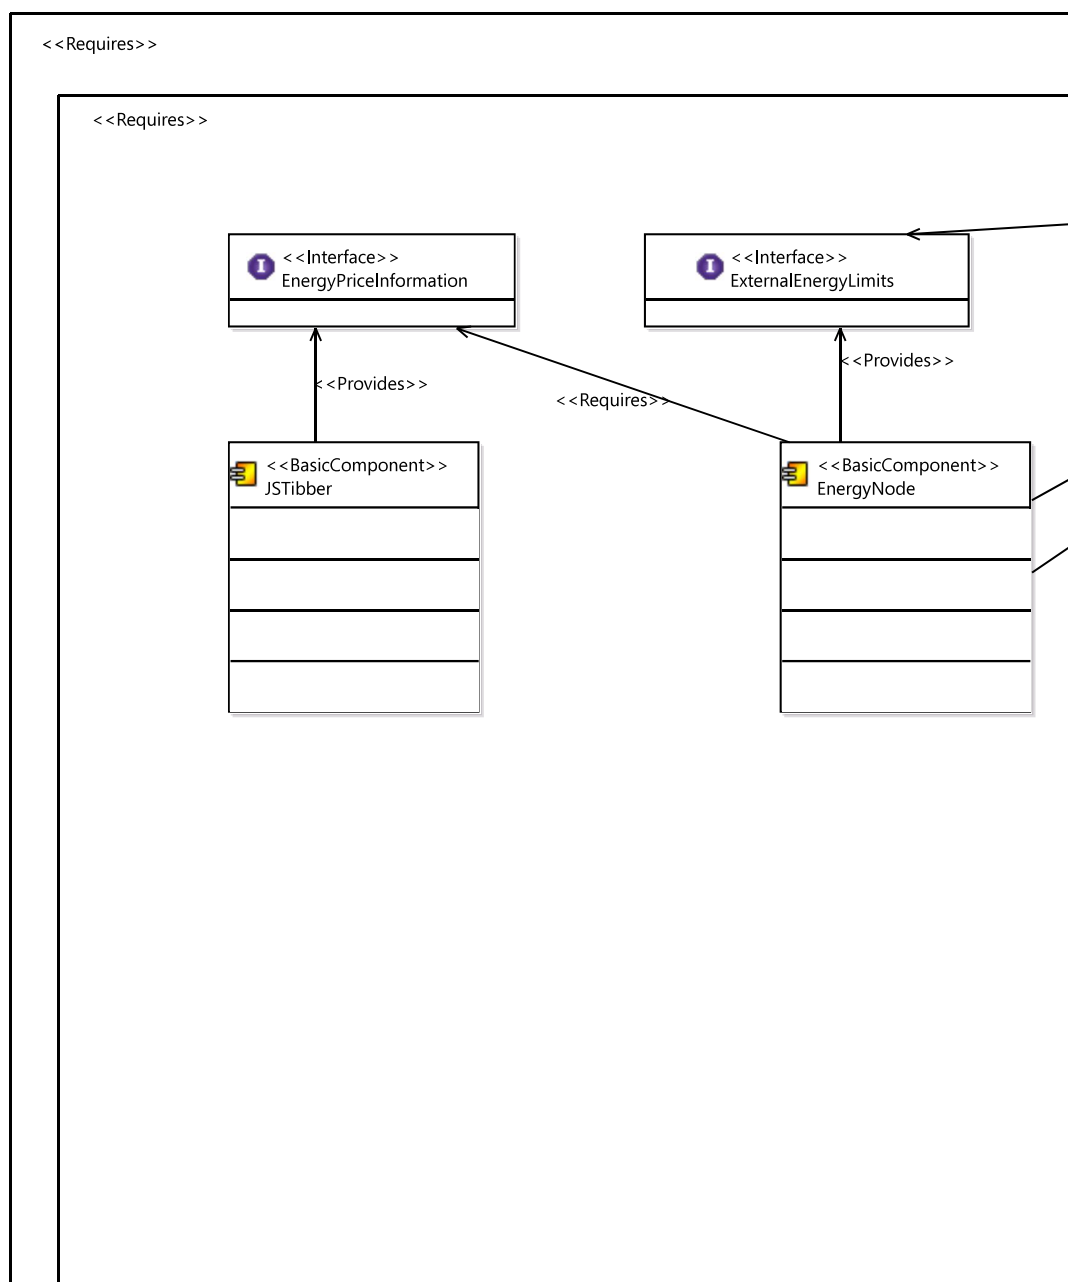 <<Requires>>
<<Requires>>
<<Interface>>
EnergyPriceInformation
<<Interface>>
ExternalEnergyLimits
<<Provides>>
<<Provides>>
<<Requires>>
<<BasicComponent>>
JSTibber
<<BasicComponent>>
EnergyNode